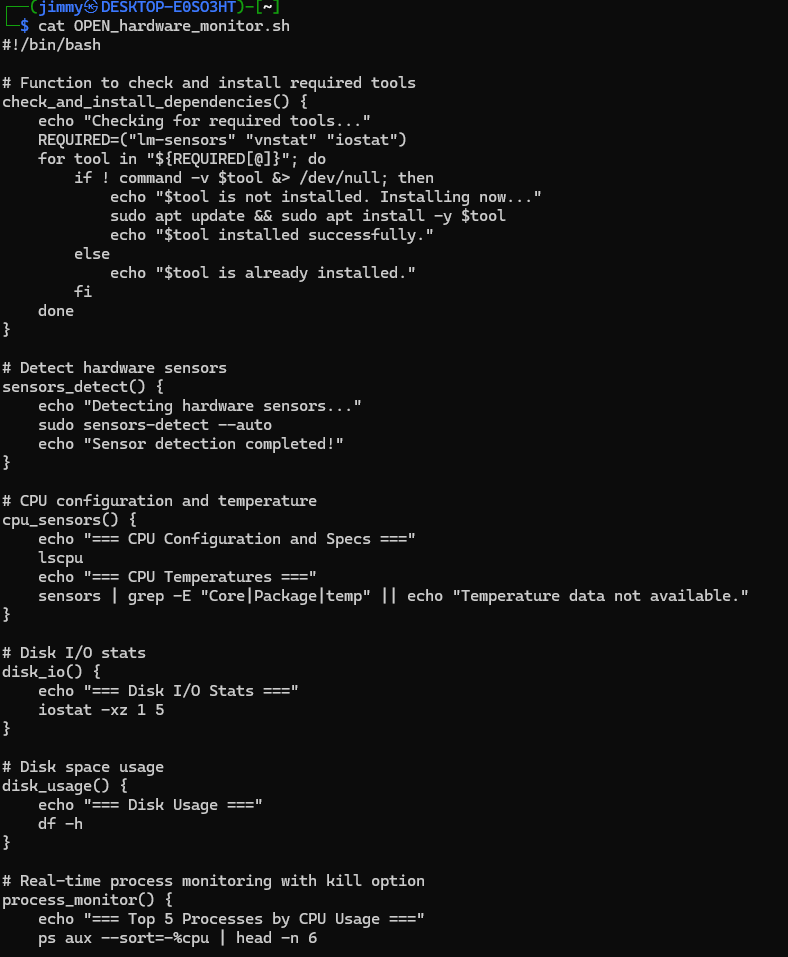 ┌──(jimmy㉿DESKTOP-E0SO3HT)-[~]
└─$ cat OPEN_hardware_monitor.sh
#!/bin/bash

# Function to check and install required tools
check_and_install_dependencies() {
    echo "Checking for required tools..."
    REQUIRED=("lm-sensors" "vnstat" "iostat")
    for tool in "${REQUIRED[@]}"; do
        if ! command -v $tool &> /dev/null; then
            echo "$tool is not installed. Installing now..."
            sudo apt update && sudo apt install -y $tool
            echo "$tool installed successfully."
        else
            echo "$tool is already installed."
        fi
    done
}

# Detect hardware sensors
sensors_detect() {
    echo "Detecting hardware sensors..."
    sudo sensors-detect --auto
    echo "Sensor detection completed!"
}

# CPU configuration and temperature
cpu_sensors() {
    echo "=== CPU Configuration and Specs ==="
    lscpu
    echo "=== CPU Temperatures ==="
    sensors | grep -E "Core|Package|temp" || echo "Temperature data not available."
}

# Disk I/O stats
disk_io() {
    echo "=== Disk I/O Stats ==="
    iostat -xz 1 5
}

# Disk space usage
disk_usage() {
    echo "=== Disk Usage ==="
    df -h
}

# Real-time process monitoring with kill option
process_monitor() {
    echo "=== Top 5 Processes by CPU Usage ==="
    ps aux --sort=-%cpu | head -n 6